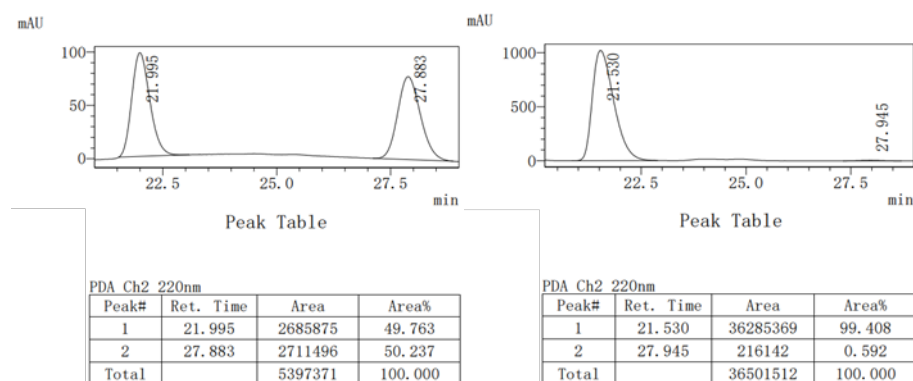 mAU
100
50
0
21.995
27.883
22.5 25.0 27.5
min
Peak Table
PDA Ch2 220nm
Peak# Ret. Time Area Area%
1 21.995 2685875 49.763
2 27.883 2711496 50.237
Total 5397371 100.000
mAU
1000
500
0
21.530
27.945
22.5 25.0 27.5
min
Peak Table
PDA Ch2 220nm
Peak# Ret. Time Area Area%
1 21.530 36285369 99.408
2 27.945 216142 0.592
Total 36501512 100.000